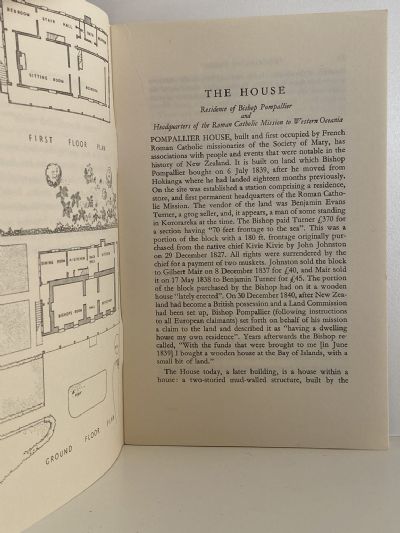 BEDROOM
STAIR HALL
SITTING ROOM
BEDROOM
FIRST FLOOR PLAN
GROUND FLOOR PLAN
THE HOUSE
Residence of Bishop Pompallier
and
Headquarters of the Roman Catholic Mission to Western Oceania
POMPALLIER HOUSE, built and first occupied by French
Roman Catholic missionaries of the Society of Mary, has
associations with people and events that were notable in the
history of New Zealand. It is built on land which Bishop
Pompallier bought on 6 July 1839, after he moved from
Hokianga where he had landed eighteen months previously.
On the site was established a station comprising a residence,
store, and first permanent headquarters of the Roman Catho-
lic Mission. The vendor of the land was Benjamin Evans
Turner, a grog seller, and, it appears, a man of some standing
in Kororareka at the time. The Bishop paid Turner £370 for
a section having "70 feet frontage to the sea". This was a
portion of the block with a 180 ft. frontage originally pur-
chased from the native chief Kivie Kivie by John Johnston
on 29 December 1827. All rights were surrendered by the
chief for a payment of two muskets. Johnston sold the block
to Gilbert Mair on 8 December 1837 for £40, and Mair sold
it on 17 May 1838 to Benjamin Turner for £45. The portion
of the block purchased by the Bishop had on it a wooden
house "lately erected". On 30 December 1840, after New Zea-
land had become a British possession and a Land Commission
had been set up, Bishop Pompallier (following instructions
to all European claimants) set forth on behalf of his mission
a claim to the land and described it as "having a dwelling
house my own residence". Years afterwards the Bishop re-
called, "With the funds that were brought to me [in June
1839] I bought a wooden house at the Bay of Islands, with a
small bit of land."
The House today, a later building, is a house within a
house: a two-storied mud-walled structure, built by the